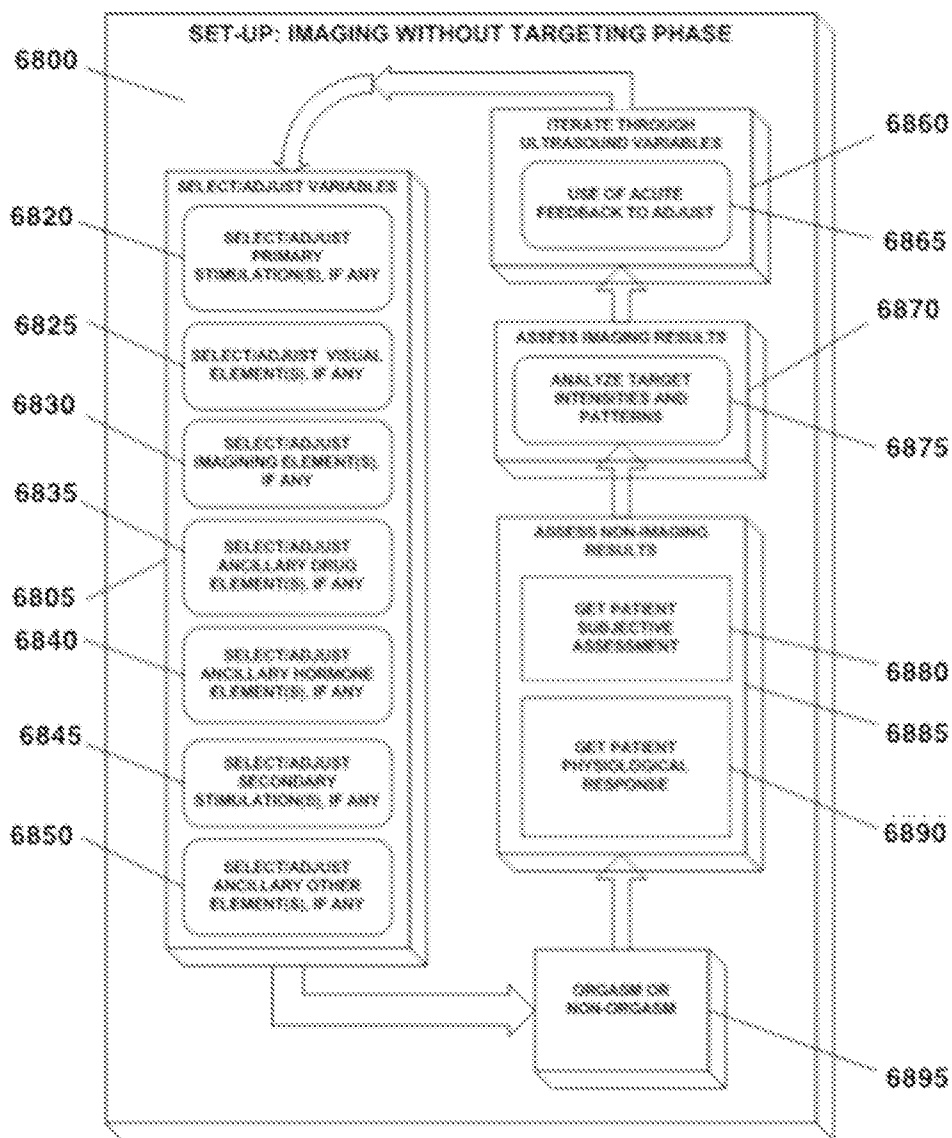 SET-UP: IMAGING WITHOUT TARGETING PHASE
6800
SELECT/ADJUST VARIABLES
6820
SELECT/ADJUST
PRIMARY
STIMULATION(S), IF ANY
6825
SELECT/ADJUST VISUAL
ELEMENT(S), IF ANY
6830
SELECT/ADJUST
IMAGINING ELEMENT(S),
IF ANY
6835
SELECT/ADJUST
ANCILLARY DRUG
ELEMENT(S), IF ANY
6805
6840
SELECT/ADJUST
ANCILLARY HORMONE
ELEMENT(S), IF ANY
6845
SELECT/ADJUST
SECONDARY
STIMULATION(S), IF ANY
6850
SELECT/ADJUST
ANCILLARY OTHER
ELEMENT(S), IF ANY
ITERATE THROUGH
ULTRASOUND VARIABLES
6860
USE OF ACUTE
FEEDBACK TO ADJUST
6865
ASSESS IMAGING RESULTS
6870
ANALYZE TARGET
INTENSITIES AND
PATTERNS
6875
ASSESS NON-IMAGING
RESULTS
GET PATIENT
SUBJECTIVE
ASSESSMENT
6880
6885
GET PATIENT
PHYSIOLOGICAL
RESPONSE
6890
ORGASM OR
NON-ORGASM
6895